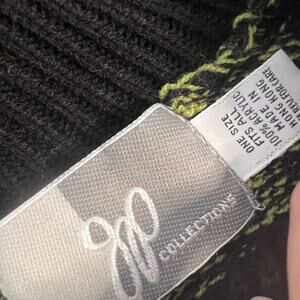 ONE SIZE
FITS ALL
100% ACRYLIC
MADE IN
HONG KONG
COLLECTIONS